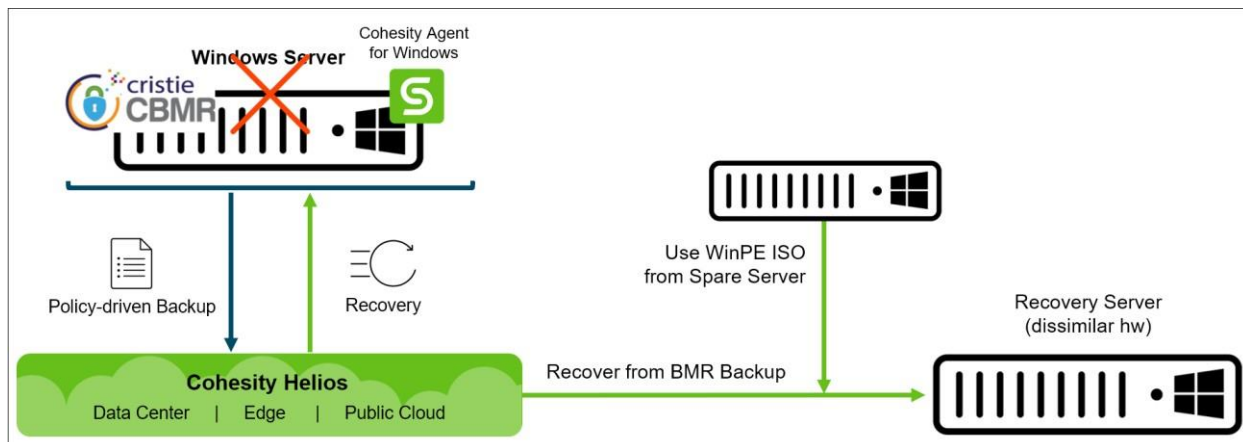 Windows Server
Cohesity Agent
for Windows
cristie
CBMR
S
Policy-driven Backup
Recovery
Use WinPE ISO
from Spare Server
Recovery Server
(dissimilar hw)
Cohesity Helios
Data Center | Edge | Public Cloud
Recover from BMR Backup